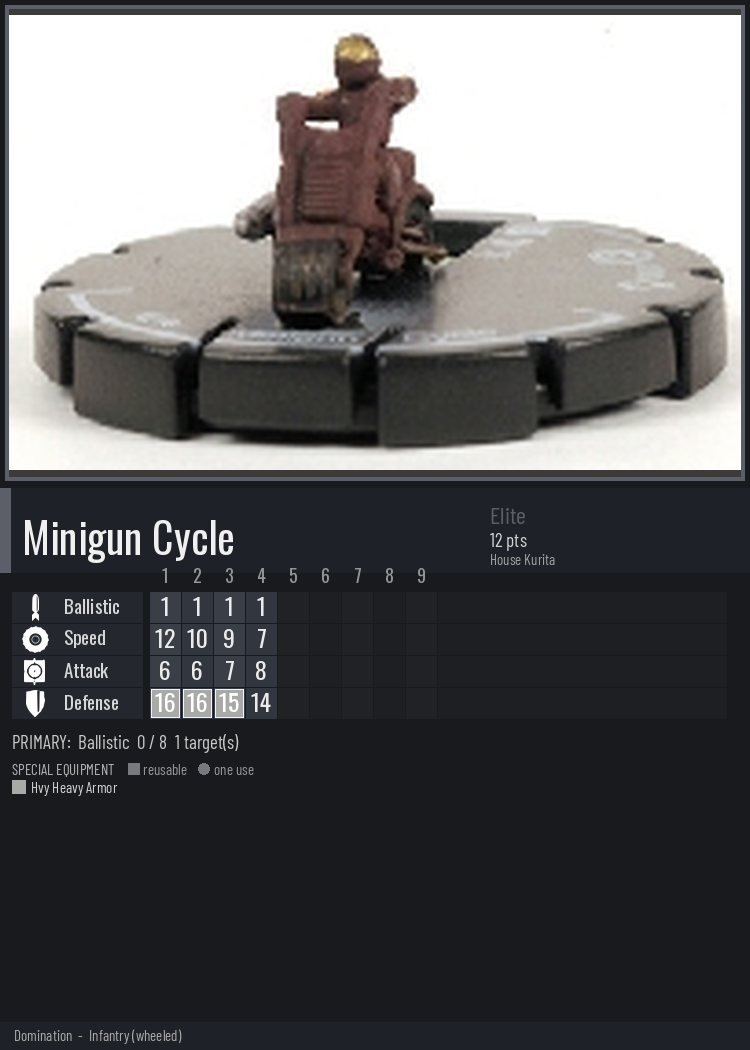 Minigun Cycle
Elite
12 pts
House Kurita
1 2 3 4 5 6 7 8 9
Ballistic 1 1 1 1
Speed 12 10 9 7
Attack 6 6 7 8
Defense 16 16 15 14
PRIMARY: Ballistic 0 / 8 1 target(s)
SPECIAL EQUIPMENT reusable one use
Hvy Heavy Armor
Domination - Infantry (wheeled)